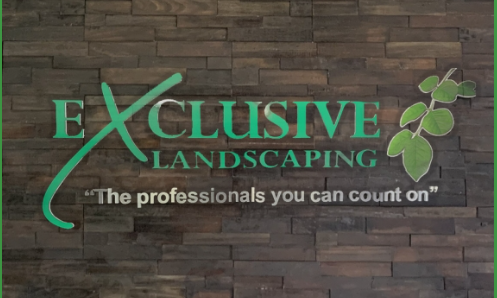 EXCLUSIVE
LANDSCAPING
“The professionals you can count on”